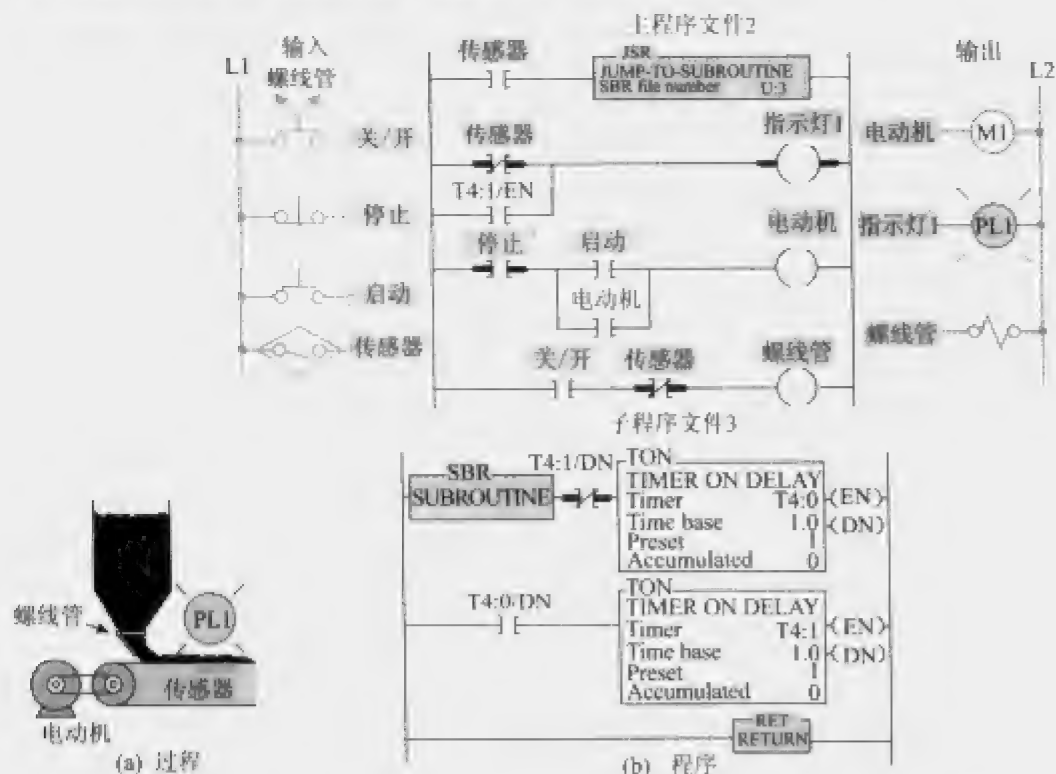 主程序文件2
输入
螺线管
L1
关/开
停止
启动
传感器
传感器
JSR
JUMP-TO-SUBROUTINE
SBR file number U:3
传感器
指示灯1
T4:1/EN
停止
启动
电动机
电动机
关/开
传感器
螺线管
输出
L2
电动机
M1
指示灯1
PL1
螺线管
子程序文件3
SBR
SUBROUTINE
T4:1/DN
TON
TIMER ON DELAY
Timer T4:0
Time base 1.0
Preset 1
Accumulated 0
(EN)
(DN)
T4:0/DN
TON
TIMER ON DELAY
Timer T4:1
Time base 1.0
Preset 1
Accumulated 0
(EN)
(DN)
RET
RETURN
螺线管
PL1
传感器
电动机
(a) 过程
(b) 程序